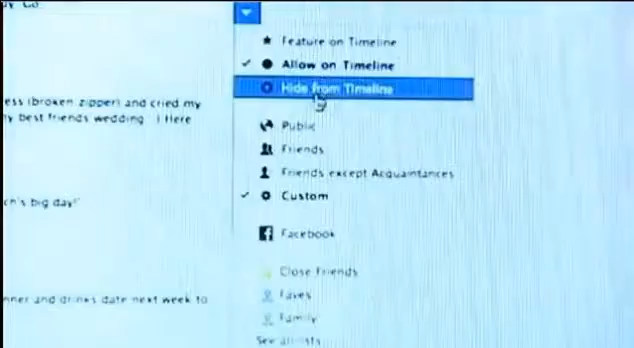 Co.
Feature on Timeline
Allow on Timeline
Hide from Timeline
ess (broken zipper) and cried my
best friends wedding. I Here
Public
Friends
Friends except Acquaintances
Custom
ch's big day!"
Facebook
Close Friends
nner and drinks date next week to
Faves
Family
See all lists